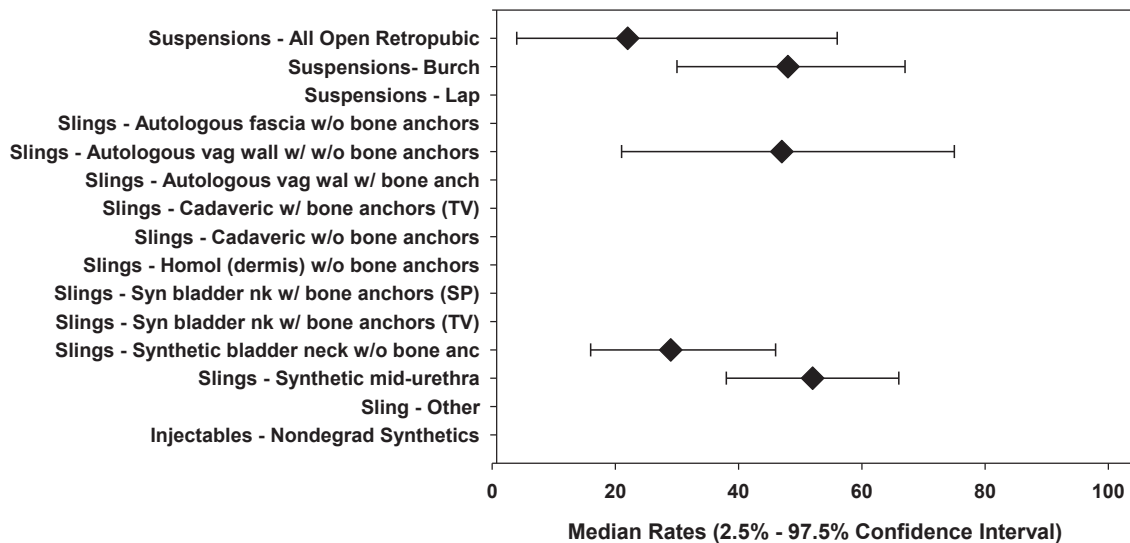 Suspensions - All Open Retropubic
Suspensions- Burch
Suspensions - Lap
Slings - Autologous fascia w/o bone anchors
Slings - Autologous vag wall w/ w/o bone anchors
Slings - Autologous vag wal w/ bone anch
Slings - Cadaveric w/ bone anchors (TV)
Slings - Cadaveric w/o bone anchors
Slings - Homol (dermis) w/o bone anchors
Slings - Syn bladder nk w/ bone anchors (SP)
Slings - Syn bladder nk w/ bone anchors (TV)
Slings - Synthetic bladder neck w/o bone anc
Slings - Synthetic mid-urethra
Sling - Other
Injectables - Nondegrad Synthetics
0 20 40 60 80 100
Median Rates (2.5% - 97.5% Confidence Interval)